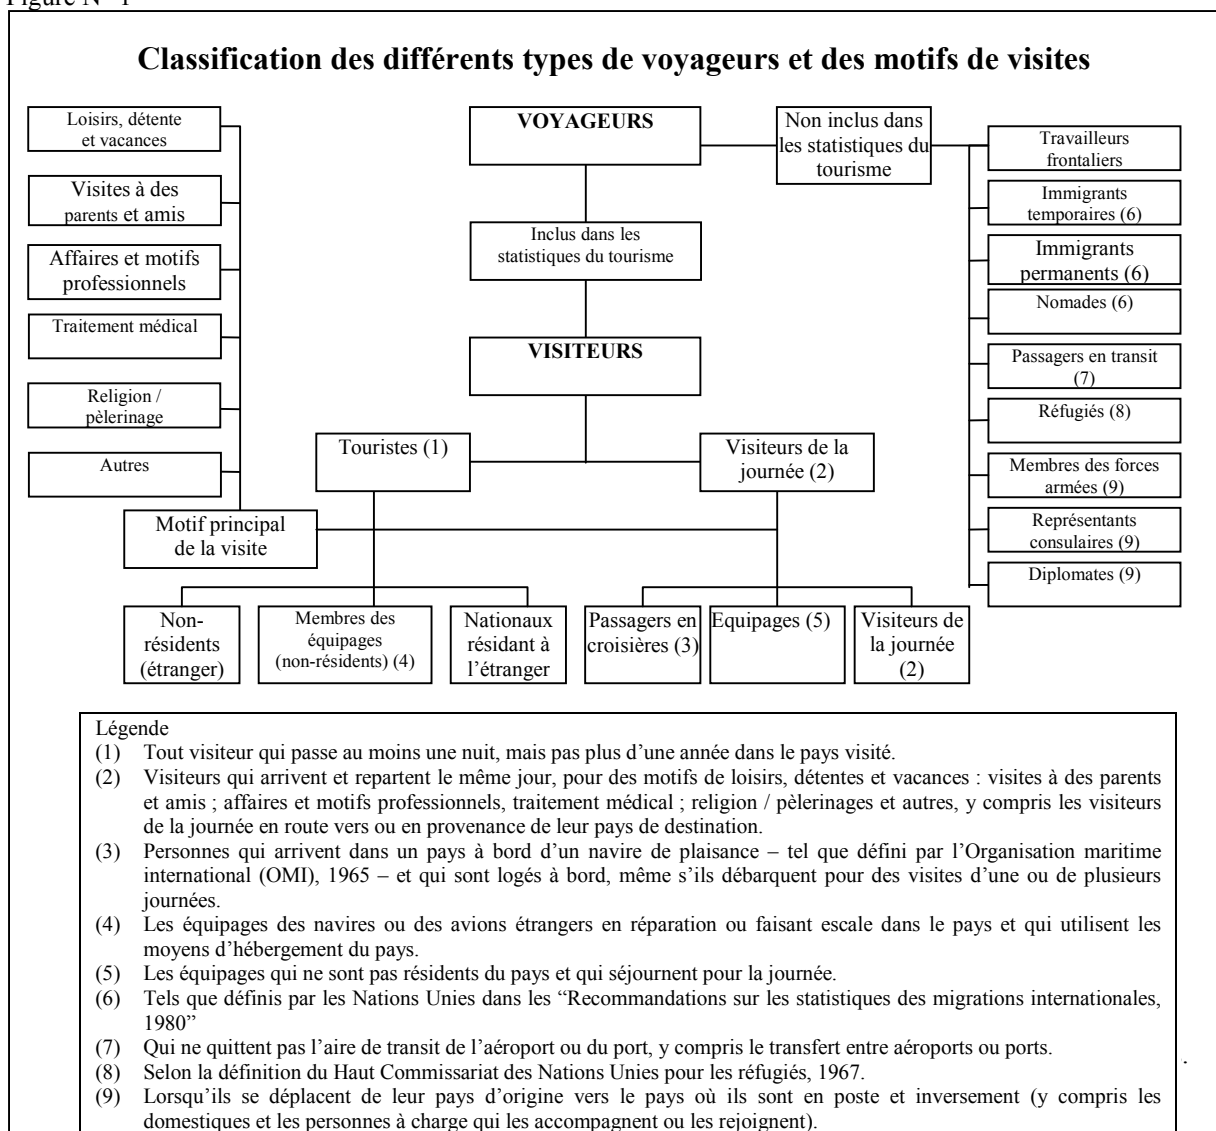 Figure N° 1
Classification des différents types de voyageurs et des motifs de visites
Loisirs, détente
et vacances
Visites à des
parents et amis
Affaires et motifs
professionnels
Traitement médical
Religion /
pèlerinage
Autres
Motif principal
de la visite
VOYAGEURS
Inclus dans les
statistiques du tourisme
VISITEURS
Touristes (1)
Visiteurs de la
journée (2)
Non inclus dans
les statistiques du
tourisme
Travailleurs
frontaliers
Immigrants
temporaires (6)
Immigrants
permanents (6)
Nomades (6)
Passagers en transit
(7)
Réfugiés (8)
Membres des forces
armées (9)
Représentants
consulaires (9)
Diplomates (9)
Non-
résidents
(étranger)
Membres des
équipages
(non-résidents) (4)
Nationaux
résidant à
l’étranger
Passagers en
croisières (3)
Equipages (5)
Visiteurs de
la journée
(2)
Légende
(1) Tout visiteur qui passe au moins une nuit, mais pas plus d’une année dans le pays visité.
(2) Visiteurs qui arrivent et repartent le même jour, pour des motifs de loisirs, détentes et vacances : visites à des parents
et amis ; affaires et motifs professionnels, traitement médical ; religion / pèlerinages et autres, y compris les visiteurs
de la journée en route vers ou en provenance de leur pays de destination.
(3) Personnes qui arrivent dans un pays à bord d’un navire de plaisance – tel que défini par l’Organisation maritime
international (OMI), 1965 – et qui sont logés à bord, même s’ils débarquent pour des visites d’une ou de plusieurs
journées.
(4) Les équipages des navires ou des avions étrangers en réparation ou faisant escale dans le pays et qui utilisent les
moyens d’hébergement du pays.
(5) Les équipages qui ne sont pas résidents du pays et qui séjournent pour la journée.
(6) Tels que définis par les Nations Unies dans les “Recommandations sur les statistiques des migrations internationales,
1980”
(7) Qui ne quittent pas l’aire de transit de l’aéroport ou du port, y compris le transfert entre aéroports ou ports.
(8) Selon la définition du Haut Commissariat des Nations Unies pour les réfugiés, 1967.
(9) Lorsqu’ils se déplacent de leur pays d’origine vers le pays où ils sont en poste et inversement (y compris les
domestiques et les personnes à charge qui les accompagnent ou les rejoignent).